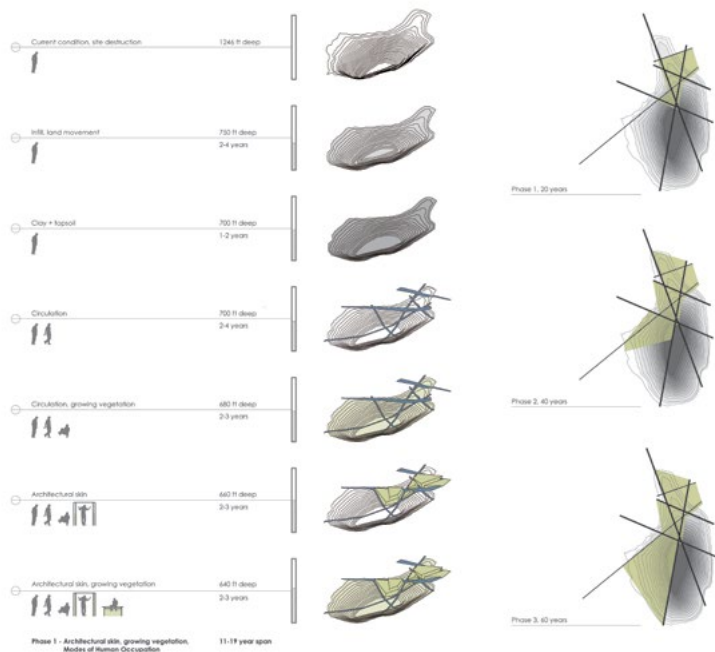 Current condition, site destruction 1246 ft deep
Infill, land movement 750 ft deep
2-4 years
Clay + topsoil 700 ft deep
1-2 years
Circulation 700 ft deep
2-4 years
Circulation, growing vegetation 680 ft deep
2-3 years
Architectural skin 660 ft deep
2-3 years
Architectural skin, growing vegetation 640 ft deep
2-3 years
Phase 1 - Architectural skin, growing vegetation, 11-19 year span
Modes of Human Occupation
Phase 1, 20 years
Phase 2, 40 years
Phase 3, 60 years